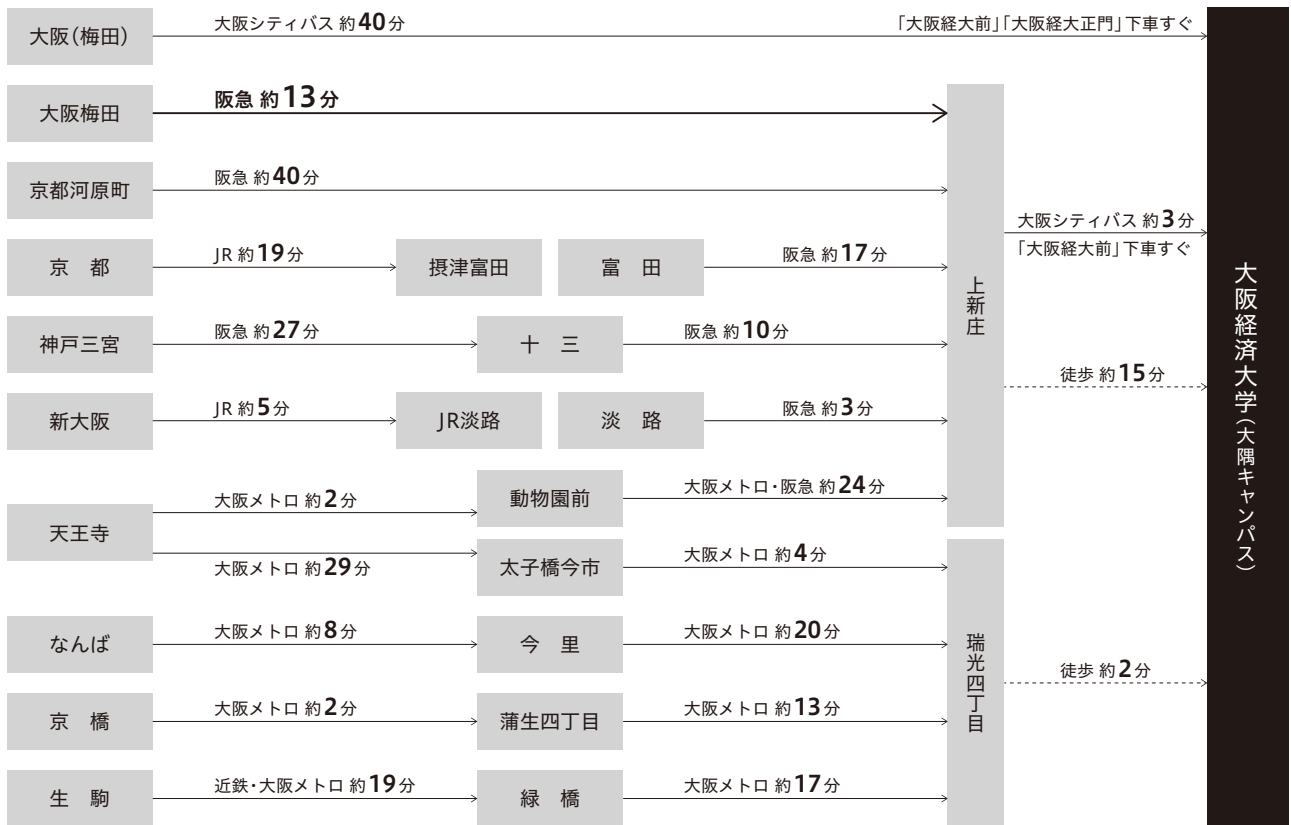 大阪（梅田）
大阪シティバス 約40分
「大阪経大前」「大阪経大正門」下車すぐ
大阪梅田
阪急 約13分
京都河原町
阪急 約40分
京　都
JR 約19分
摂津富田
富　田
阪急 約17分
神戸三宮
阪急 約27分
十　三
阪急 約10分
新大阪
JR 約5分
JR淡路
淡　路
阪急 約3分
天王寺
大阪メトロ 約2分
動物園前
大阪メトロ・阪急 約24分
大阪メトロ 約29分
太子橋今市
大阪メトロ 約4分
なんば
大阪メトロ 約8分
今　里
大阪メトロ 約20分
京　橋
大阪メトロ 約2分
蒲生四丁目
大阪メトロ 約13分
生　駒
近鉄・大阪メトロ 約19分
緑　橋
大阪メトロ 約17分
上新庄
大阪シティバス 約3分
「大阪経大前」下車すぐ
徒歩 約15分
瑞光四丁目
徒歩 約2分
大阪経済大学（大隅キャンパス）